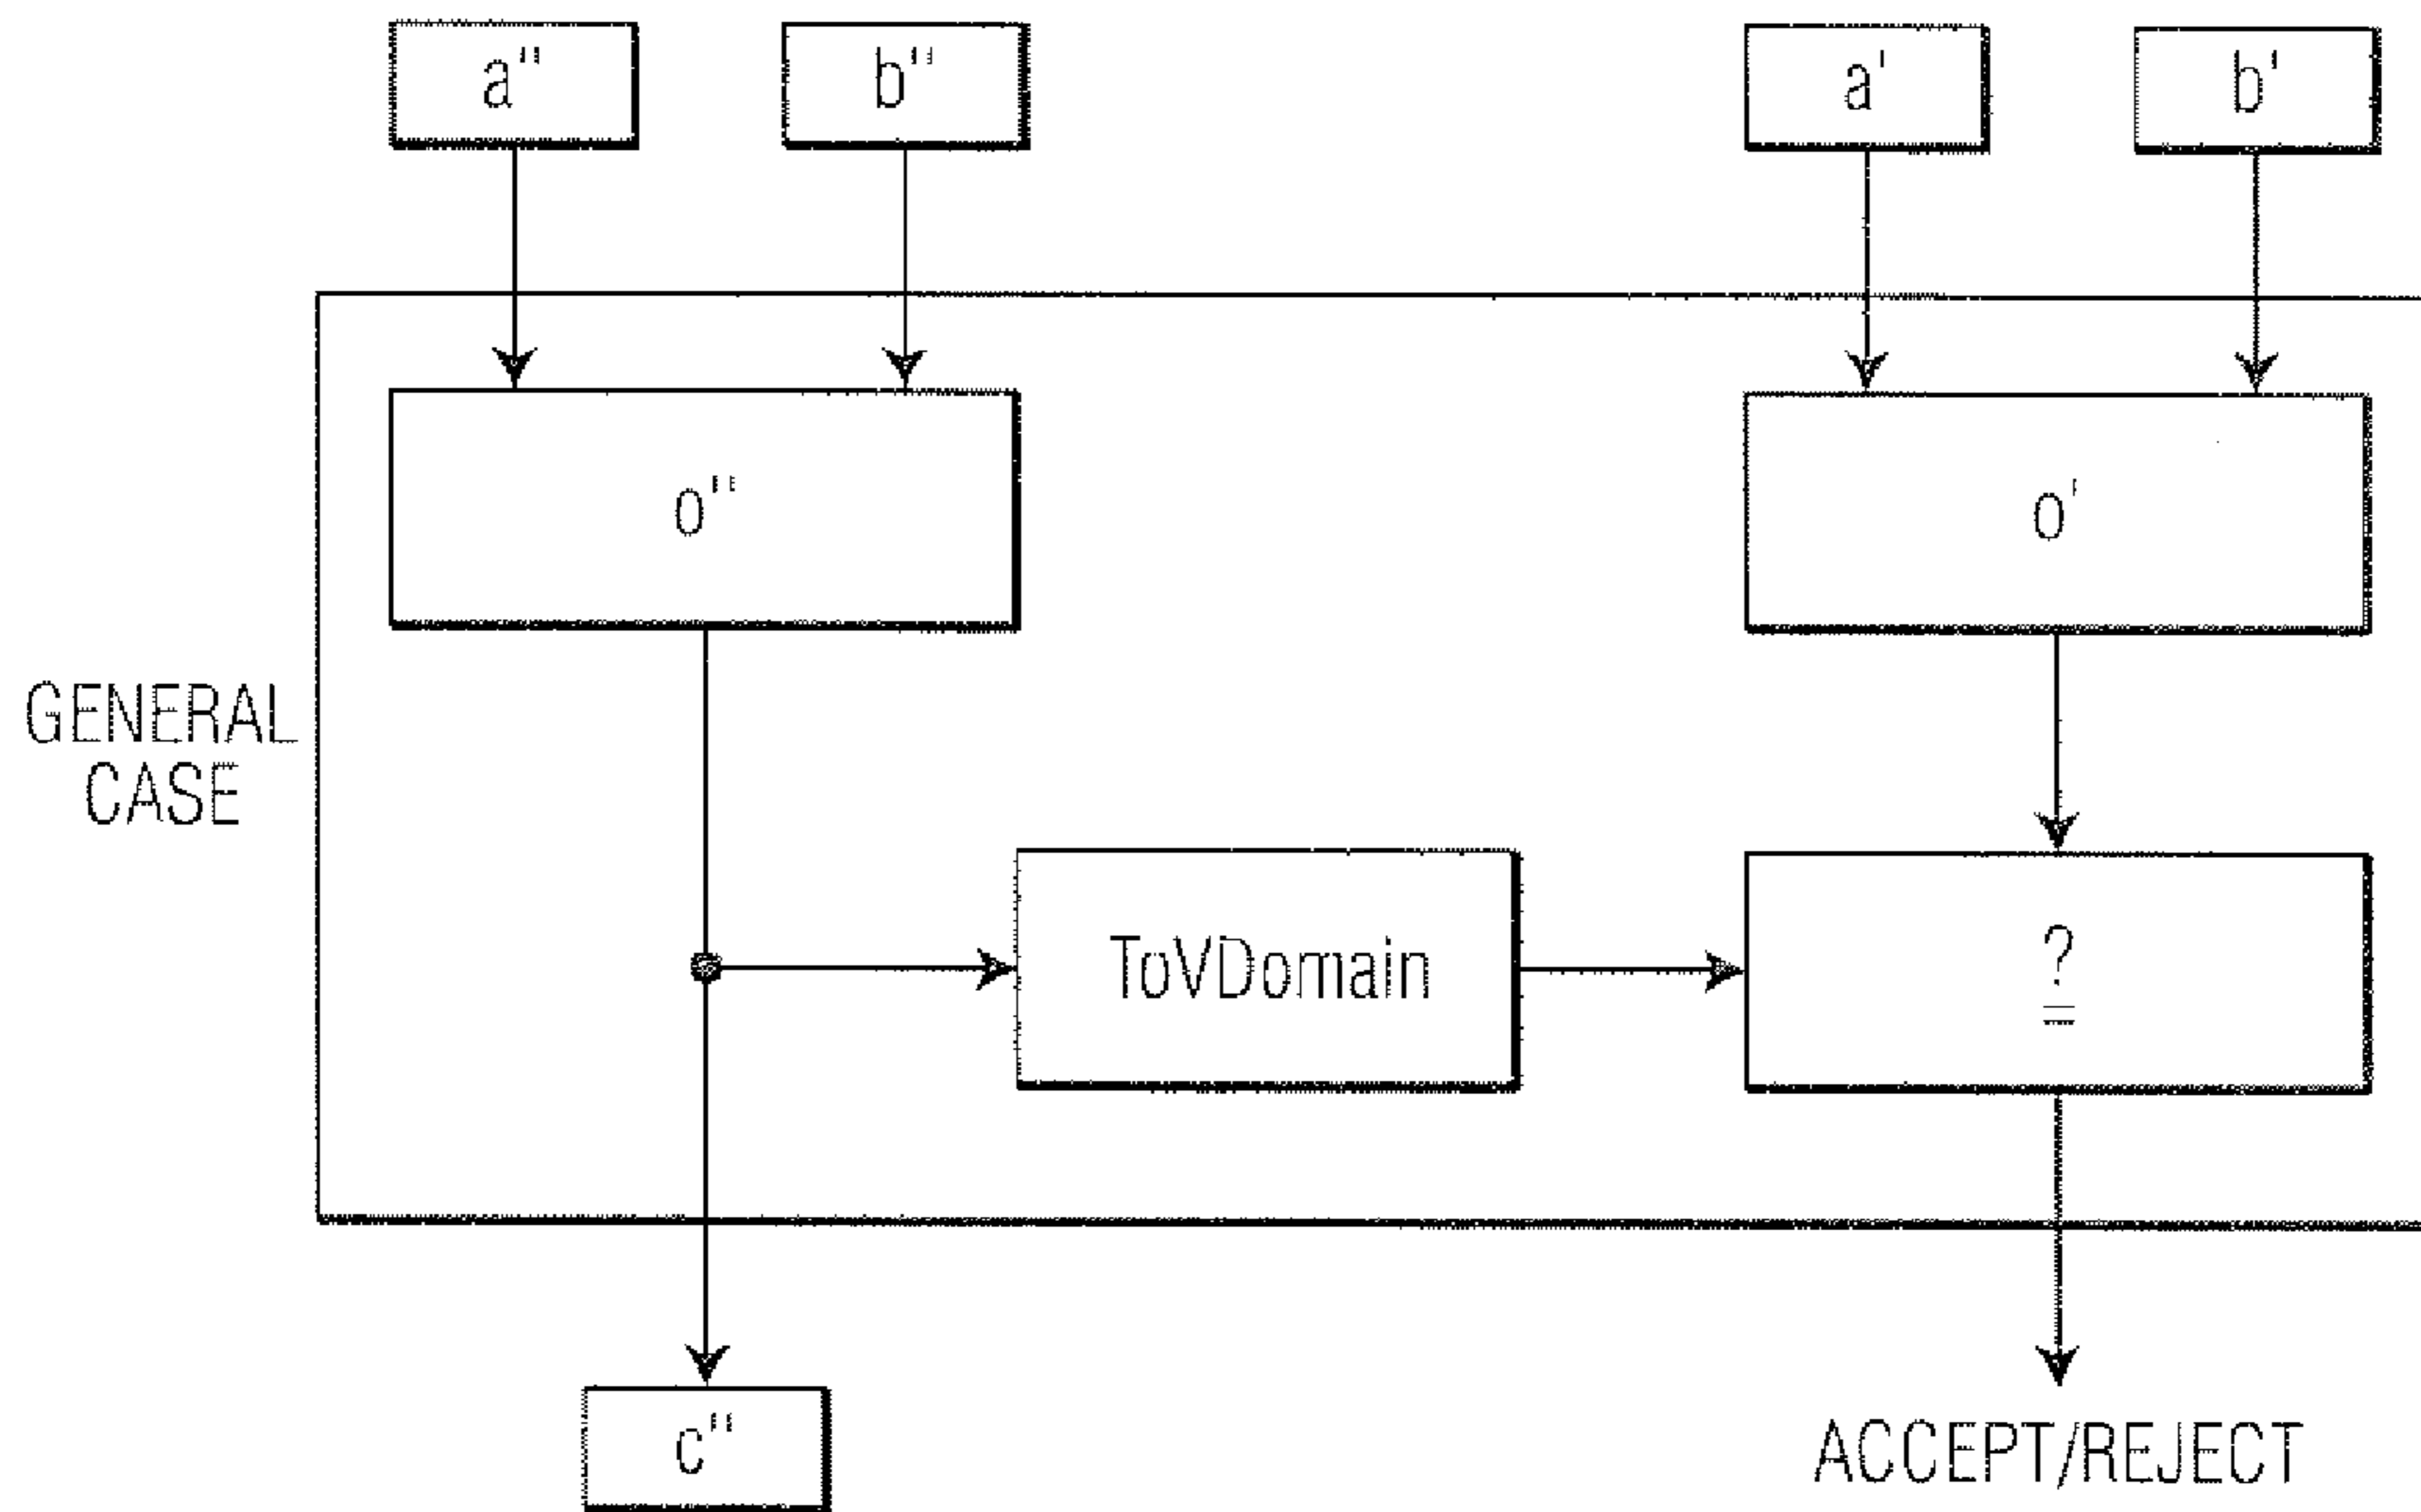 a"
b"
a'
b'
o"
o'
GENERAL
CASE
ToVDomain
?
=
c"
ACCEPT/REJECT